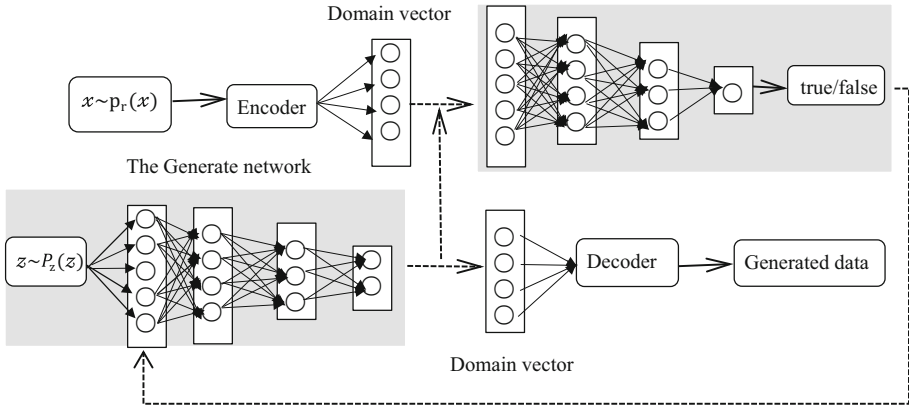 Domain vector
x~pr(x)
Encoder
true/false
The Generate network
z~Pz(z)
Decoder
Generated data
Domain vector